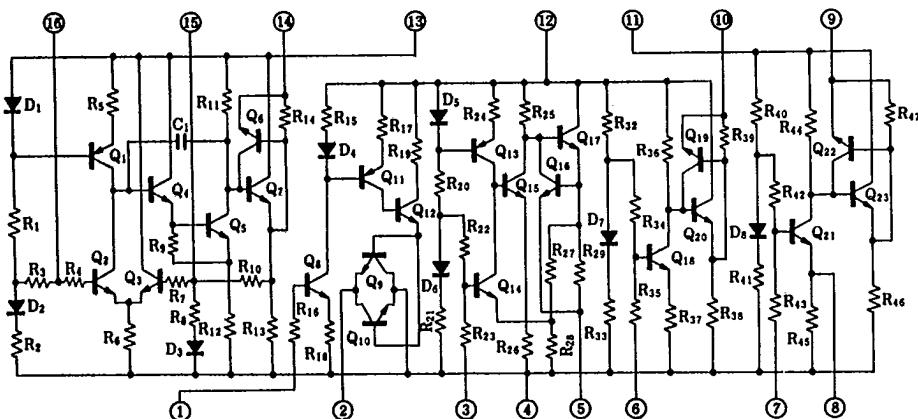 16 15 14 13 12 11 10 9
D1 R5 R11 Q6 R14 R15 R17 D5 R24 R25 Q17 R32 R36 Q19 R39 R40 R44 Q22 R47
Q1 C1 D4 R19 Q13 Q16
Q4 Q7 Q11 R20 Q15 Q23
R1 Q5 Q12 R22 D7 R34 Q20 D8 R42 Q21
R3 R4 Q2 Q3 R9 R7 R10 Q8 Q9 D6 Q14 R27 R29 Q18 R41
D2 R8 R16 Q10 R21 R23 R35 R43 R46
R2 R6 D3 R12 R13 R18 R26 R28 R33 R37 R38 R45
1 2 3 4 5 6 7 8